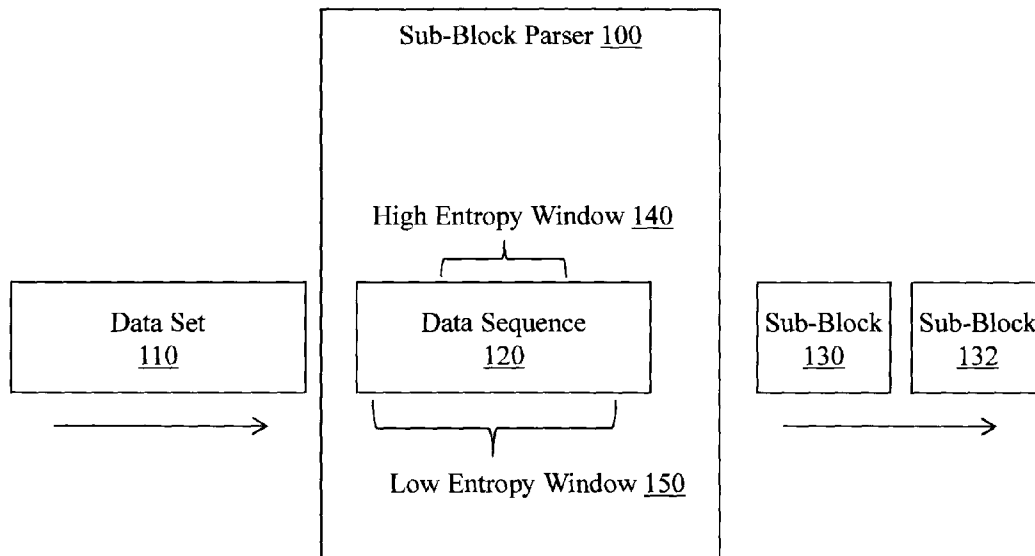 Sub-Block Parser 100
High Entropy Window 140
Data Set
110
Data Sequence
120
Sub-Block
130
Sub-Block
132
Low Entropy Window 150